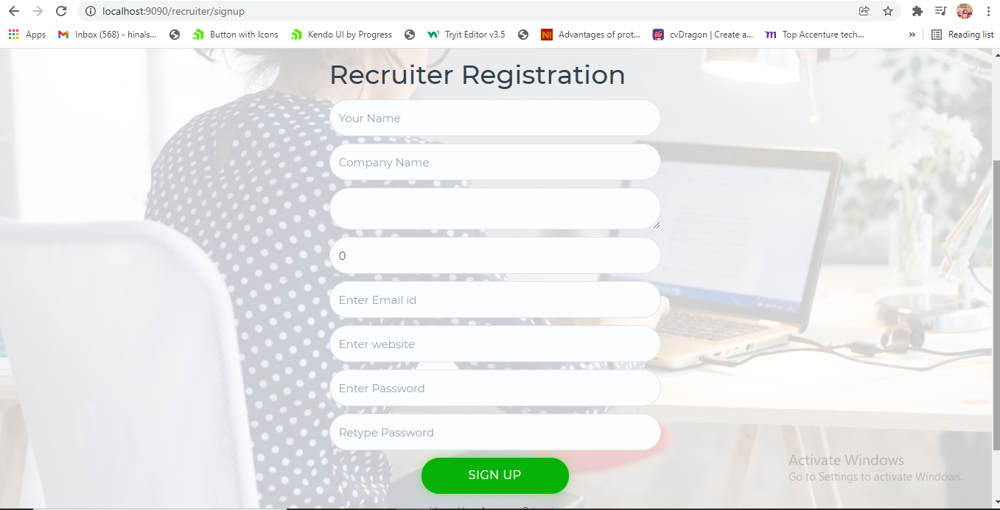 localhost:9090/recruiter/signup
Apps
Inbox (568) - hinals...
Button with Icons
Kendo UI by Progress
W3
Tryit Editor v3.5
NI
Advantages of prot...
cvDragon | Create a...
m
Top Accenture tech...
»
Reading list
Recruiter Registration
Your Name
Company Name
0
Enter Email id
Enter website
Enter Password
Retype Password
SIGN UP
Activate Windows
Go to Settings to activate Windows.